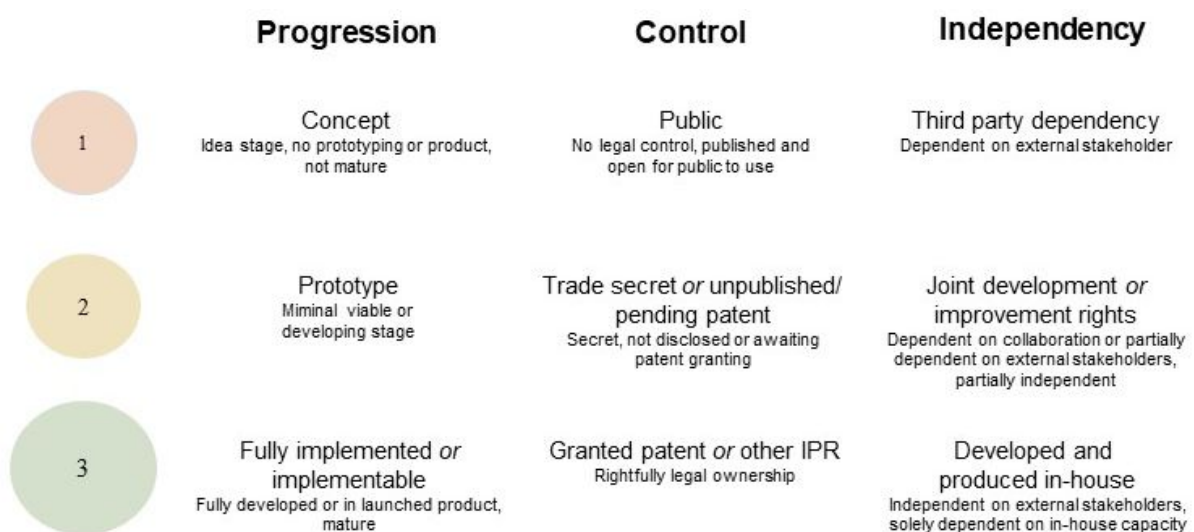 Progression Control Independency
1
Concept
Idea stage, no prototyping or product,
not mature
Public
No legal control, published and
open for public to use
Third party dependency
Dependent on external stakeholder
2
Prototype
Miminal viable or
developing stage
Trade secret or unpublished/
pending patent
Secret, not disclosed or awaiting
patent granting
Joint development or
improvement rights
Dependent on collaboration or partially
dependent on external stakeholders,
partially independent
3
Fully implemented or
implementable
Fully developed or in launched product,
mature
Granted patent or other IPR
Rightfully legal ownership
Developed and
produced in-house
Independent on external stakeholders,
solely dependent on in-house capacity